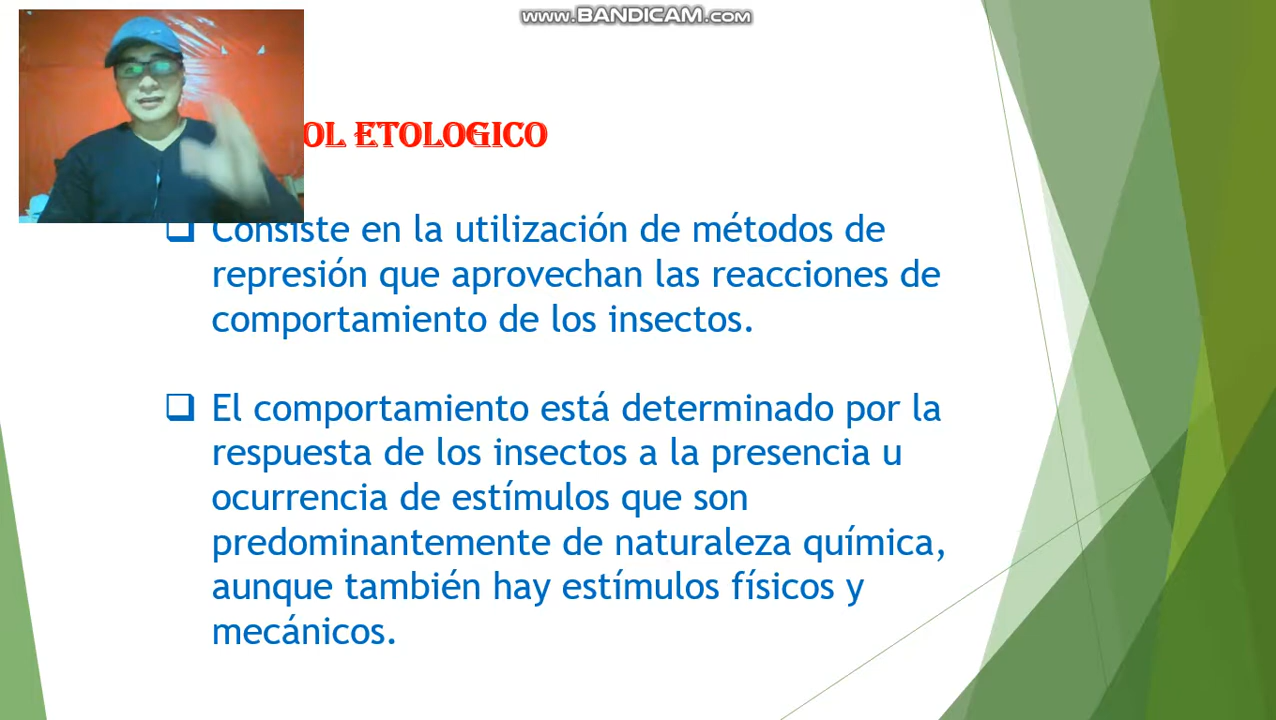 www.BANDICAM.com
OL ETOLOGICO
Consiste en la utilización de métodos de
represión que aprovechan las reacciones de
comportamiento de los insectos.
El comportamiento está determinado por la
respuesta de los insectos a la presencia u
ocurrencia de estímulos que son
predominantemente de naturaleza química,
aunque también hay estímulos físicos y
mecánicos.